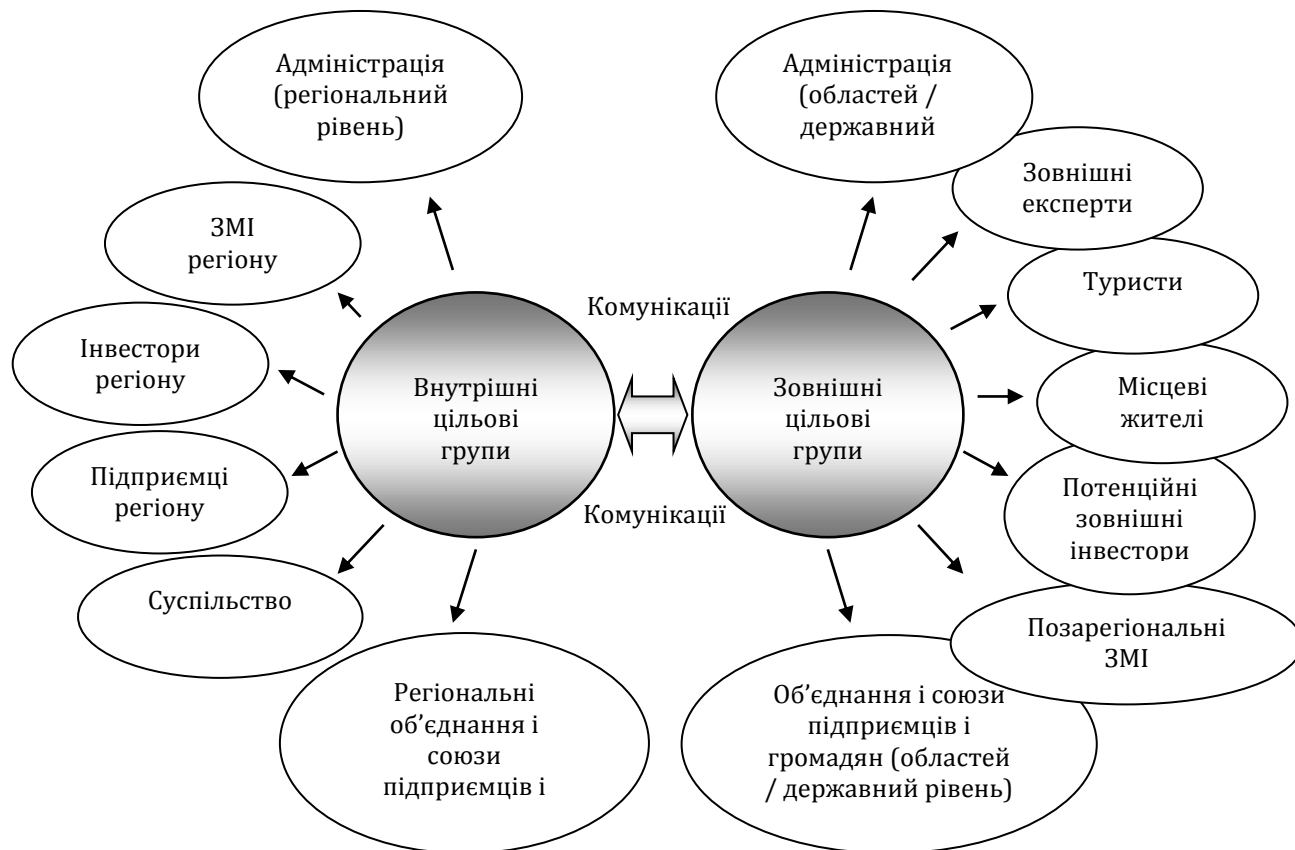 Адміністрація
(регіональний
рівень)
Адміністрація
(областей /
державний
Зовнішні
експерти
ЗМІ
регіону
Туристи
Комунікації
Інвестори
регіону
Внутрішні
цільові
групи
Зовнішні
цільові
групи
Місцеві
жителі
Підприємці
регіону
Потенційні
зовнішні
інвестори
Комунікації
Суспільство
Позарегіональні
ЗМІ
Регіональні
об’єднання і
союзи
підприємців і
Об’єднання і союзи
підприємців і
громадян (областей
/ державний рівень)